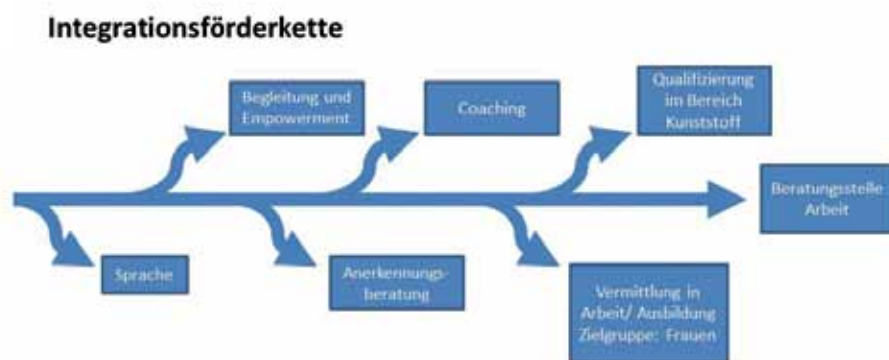 Integrationsförderkette
Begleitung und
Empowerment
Coaching
Qualifizierung
im Bereich
Kunststoff
Beratungsstelle
Arbeit
Sprache
Anerkennungs-
beratung
Vermittlung in
Arbeit/ Ausbildung
Zielgruppe: Frauen